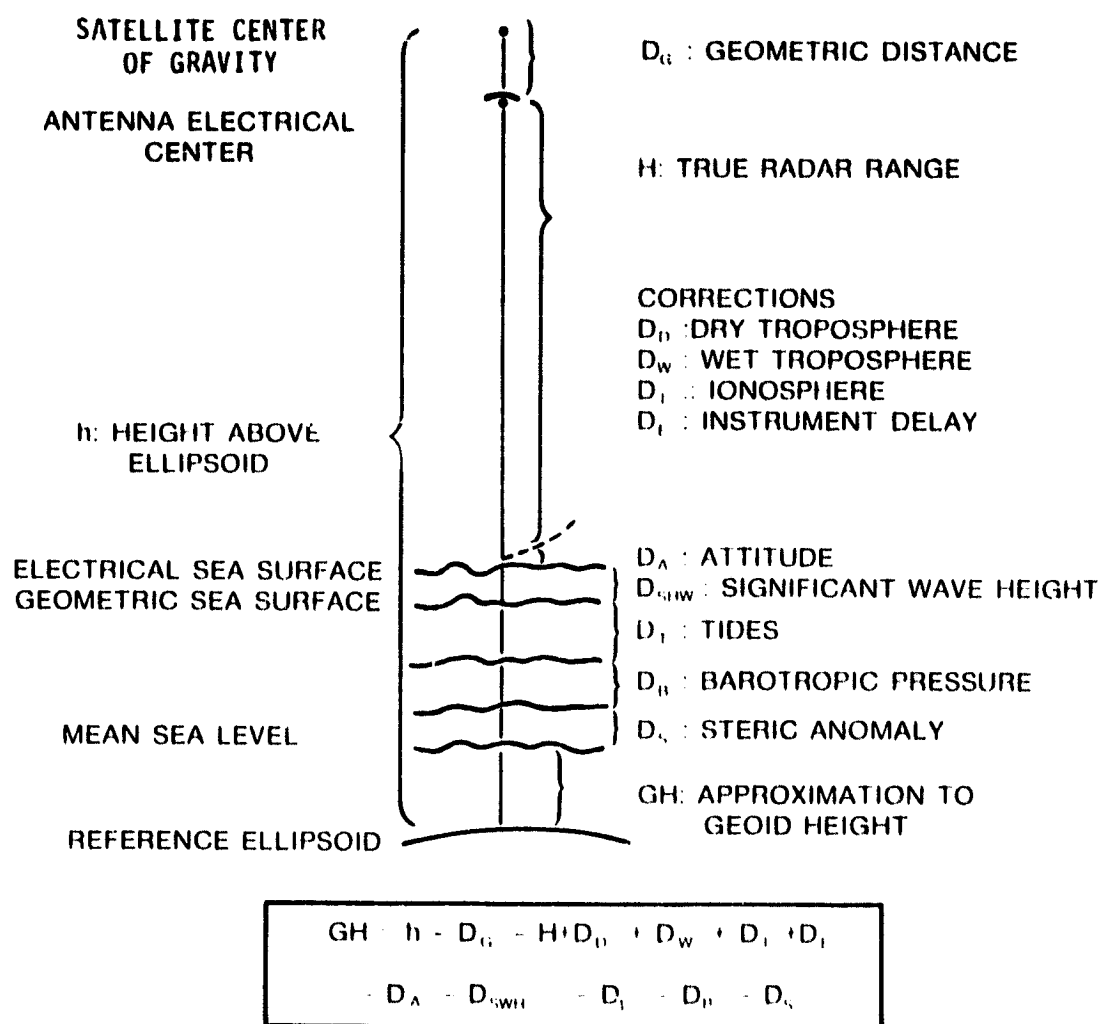 SATELLITE CENTER
OF GRAVITY
D_G : GEOMETRIC DISTANCE
ANTENNA ELECTRICAL
CENTER
H: TRUE RADAR RANGE
CORRECTIONS
D_D :DRY TROPOSPHERE
D_W : WET TROPOSPHERE
D_I : IONOSPHERE
D_I : INSTRUMENT DELAY
h: HEIGHT ABOVE
ELLIPSOID
ELECTRICAL SEA SURFACE
GEOMETRIC SEA SURFACE
D_A : ATTITUDE
D_SHW : SIGNIFICANT WAVE HEIGHT
D_T : TIDES
D_B : BAROTROPIC PRESSURE
MEAN SEA LEVEL
D_S : STERIC ANOMALY
GH: APPROXIMATION TO
GEOID HEIGHT
REFERENCE ELLIPSOID
GH h - D_G - H+D_D + D_W + D_I +D_I
- D_A - D_SWH - D_T - D_B - D_S